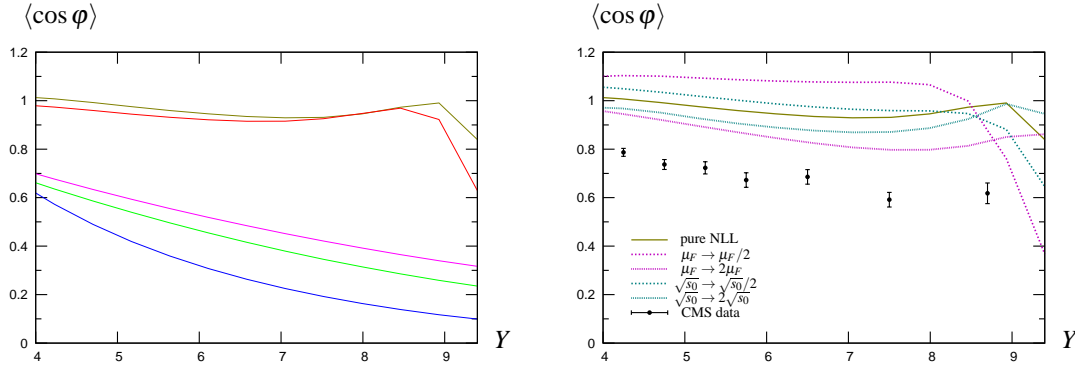 ⟨cos φ⟩
1.2
1
0.8
0.6
0.4
0.2
0
4 5 6 7 8 9
Y
⟨cos φ⟩
1.2
1
0.8
0.6
0.4
0.2
0
pure NLL
μ_F → μ_F/2
μ_F → 2μ_F
√s₀ → √s₀/2
√s₀ → 2√s₀
CMS data
4 5 6 7 8 9
Y